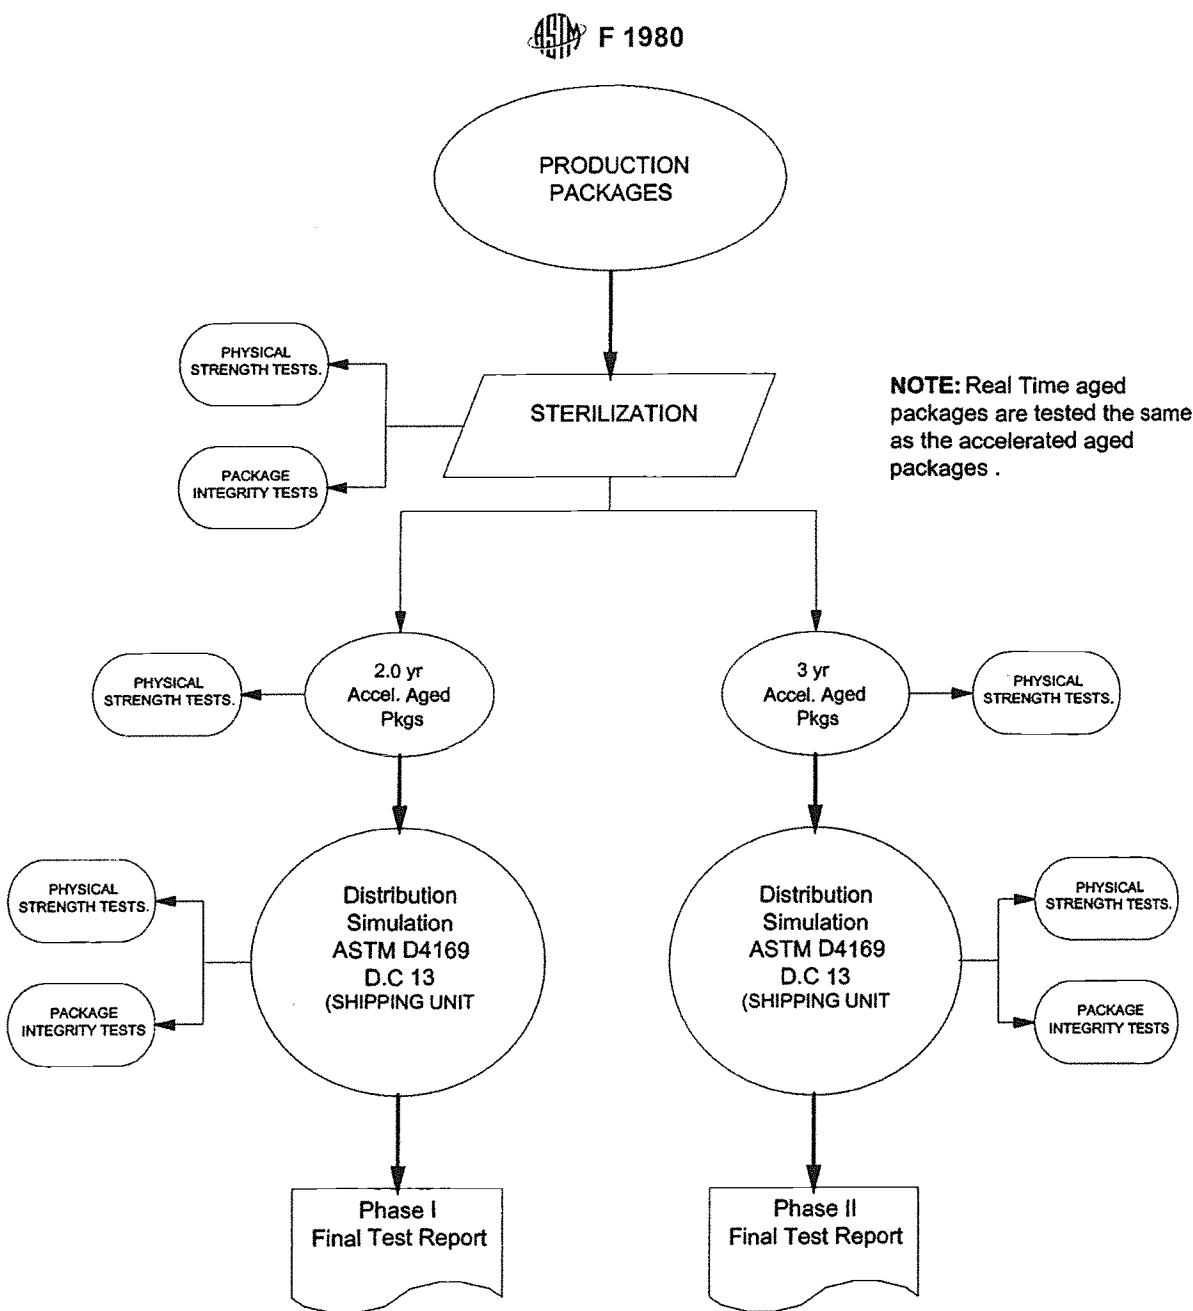 ASTM F 1980
PRODUCTION
PACKAGES
PHYSICAL
STRENGTH TESTS.
STERILIZATION
NOTE: Real Time aged
packages are tested the same
as the accelerated aged
packages .
PACKAGE
INTEGRITY TESTS
PHYSICAL
STRENGTH TESTS.
2.0 yr
Accel. Aged
Pkgs
3 yr
Accel. Aged
Pkgs
PHYSICAL
STRENGTH TESTS.
PHYSICAL
STRENGTH TESTS.
PACKAGE
INTEGRITY TESTS
Distribution
Simulation
ASTM D4169
D.C 13
(SHIPPING UNIT
Distribution
Simulation
ASTM D4169
D.C 13
(SHIPPING UNIT
PHYSICAL
STRENGTH TESTS.
PACKAGE
INTEGRITY TESTS
Phase I
Final Test Report
Phase II
Final Test Report